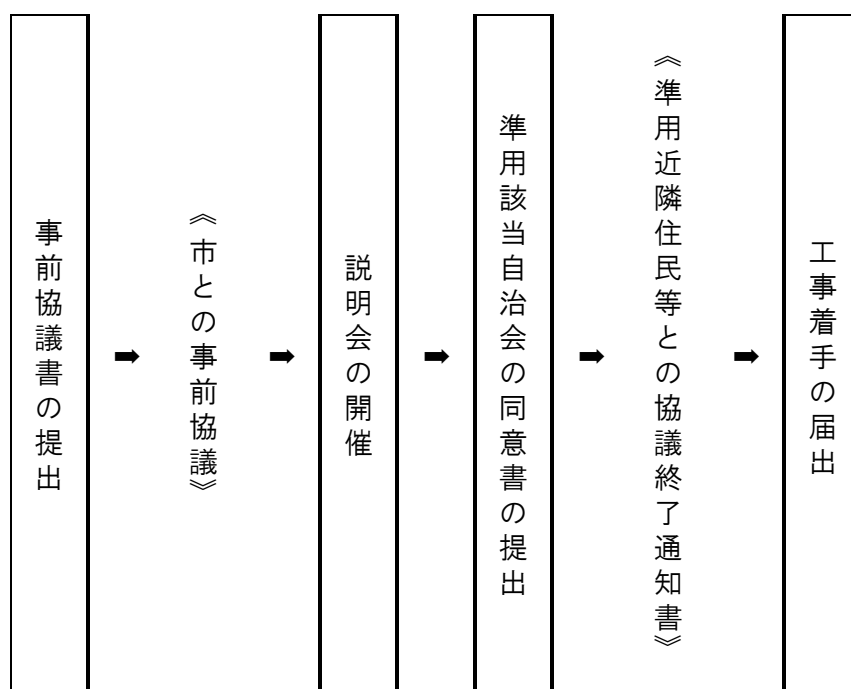 事前協議書の提出
➡
《市との事前協議》
➡
説明会の開催
➡
準用該当自治会の同意書の提出
➡
《準用近隣住民等との協議終了通知書》
➡
工事着手の届出